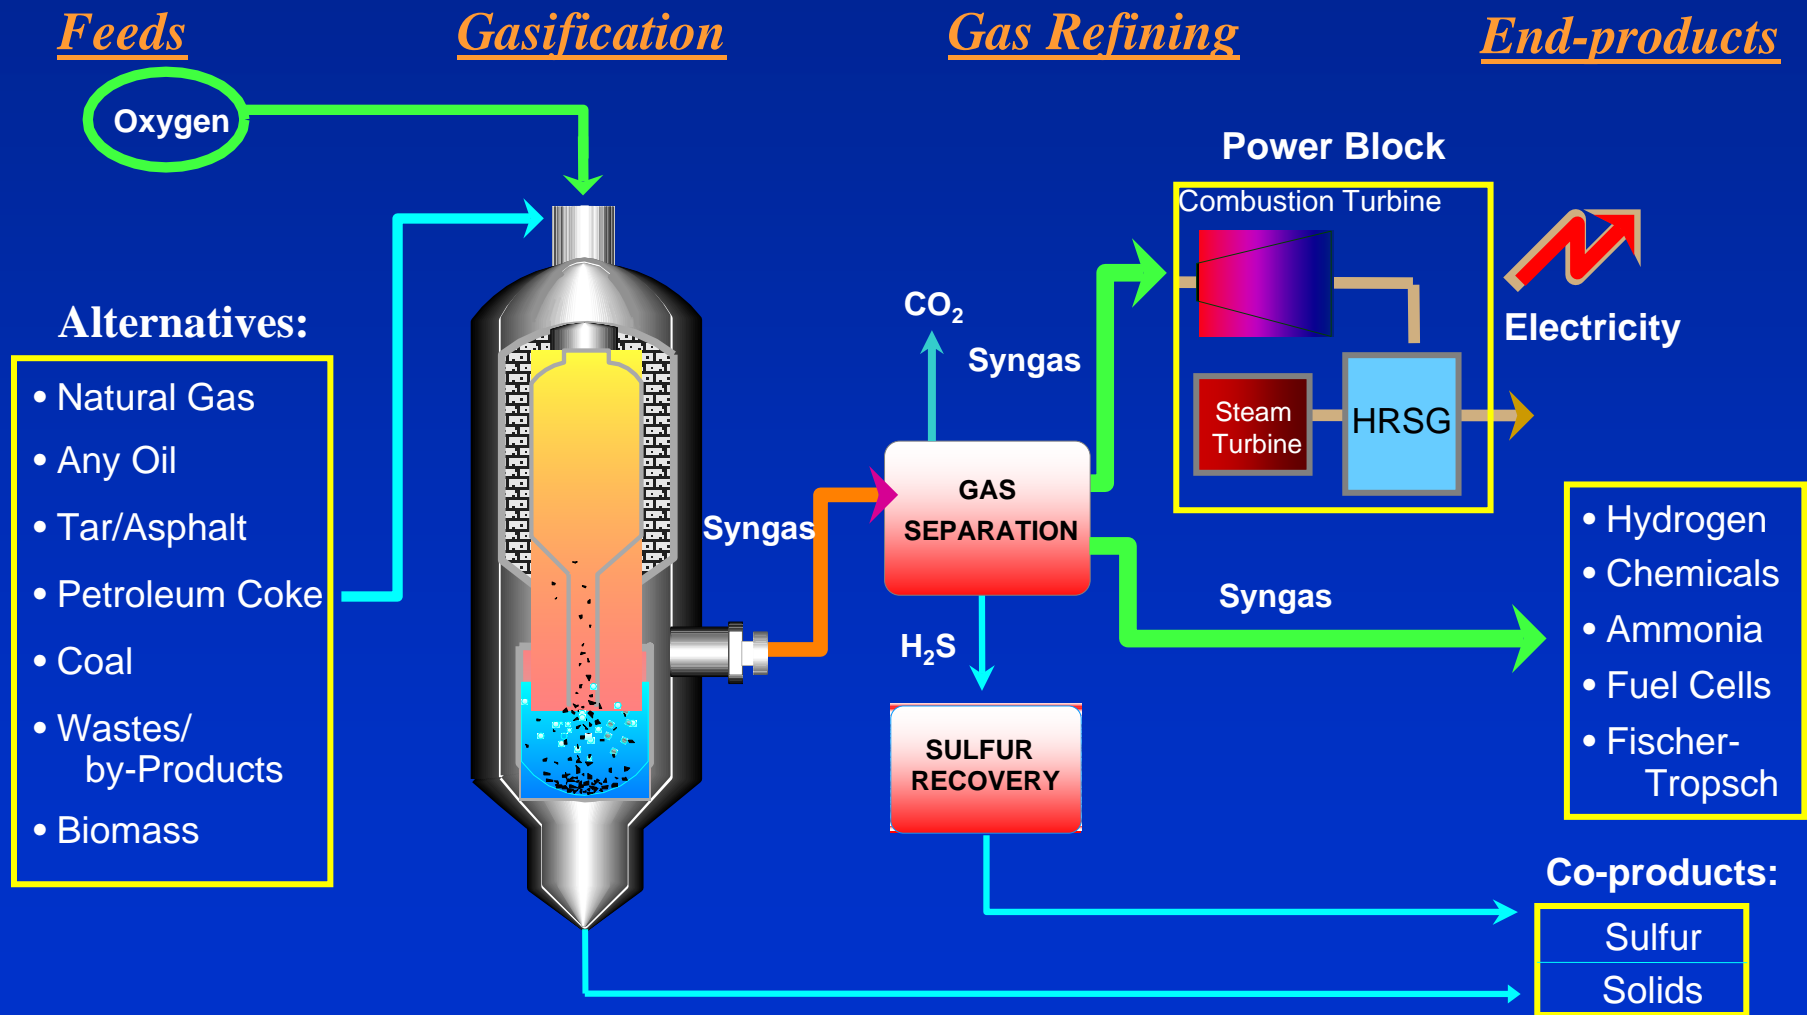 Feeds
Gasification
Gas Refining
End-products
Oxygen
Alternatives:
• Natural Gas
• Any Oil
• Tar/Asphalt
• Petroleum Coke
• Coal
• Wastes/
by-Products
• Biomass
Syngas
CO₂
GAS
SEPARATION
H₂S
SULFUR
RECOVERY
Syngas
Power Block
Combustion Turbine
Steam
Turbine
HRSG
Electricity
Syngas
• Hydrogen
• Chemicals
• Ammonia
• Fuel Cells
• Fischer-
Tropsch
Co-products:
Sulfur
Solids